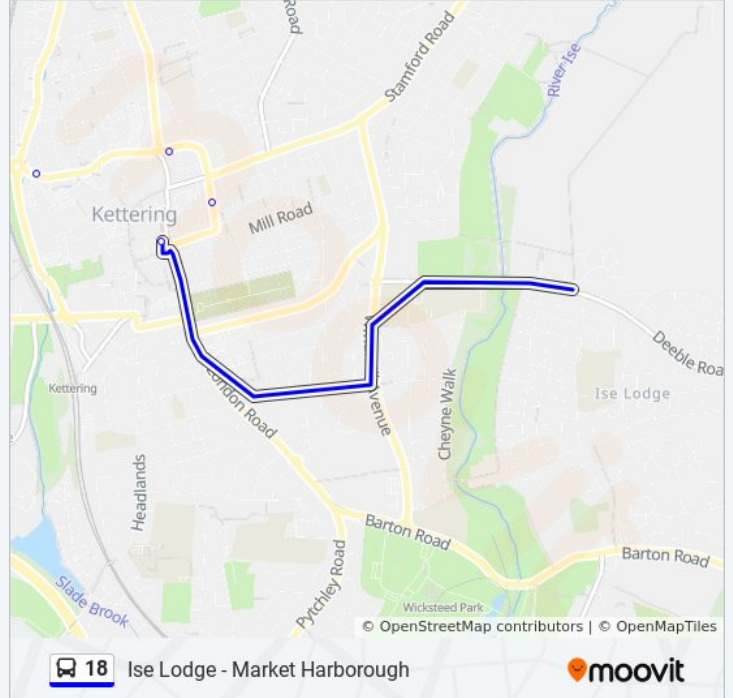 Road
Stamford Road
River Ise
Kettering
Mill Road
Deeble Roa
Avenue
Ise Lodge
Kettering
London Road
Cheyne Walk
Headlands
Barton Road
Barton Road
Pytchley Road
Slade Brook
Wicksteed Park
© OpenStreetMap contributors | © OpenMapTiles
18 Ise Lodge - Market Harborough moovit